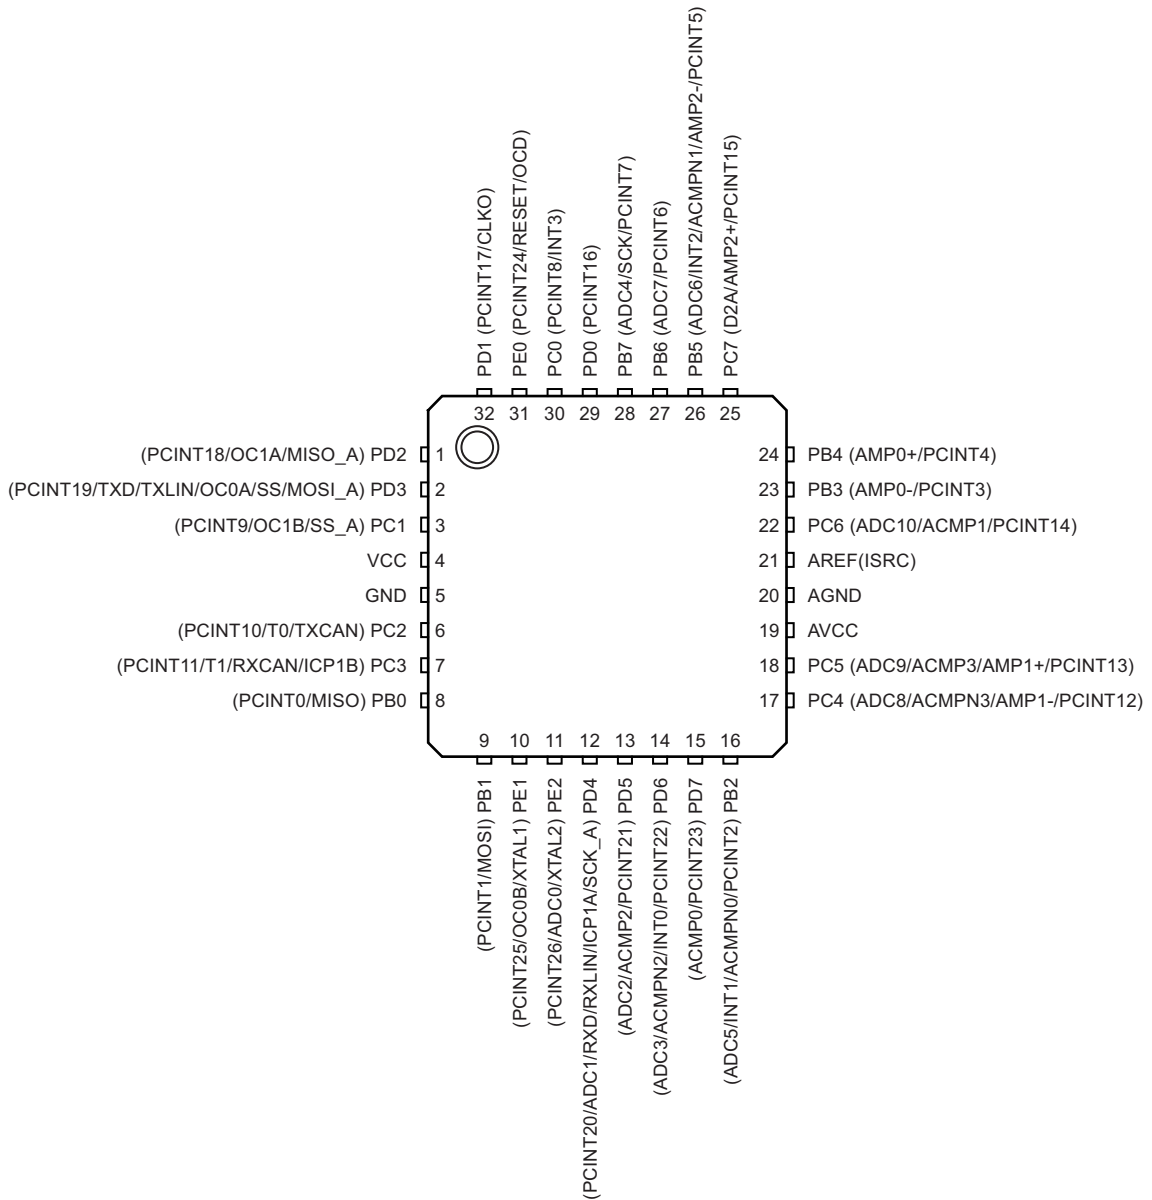 PD1 (PCINT17/CLKO)
PE0 (PCINT24/RESET/OCD)
PC0 (PCINT8/INT3)
PD0 (PCINT16)
PB7 (ADC4/SCK/PCINT7)
PB6 (ADC7/PCINT6)
PB5 (ADC6/INT2/ACMPN1/AMP2-/PCINT5)
PC7 (D2A/AMP2+/PCINT15)
32 31 30 29 28 27 26 25
(PCINT18/OC1A/MISO_A) PD2 1
(PCINT19/TXD/TXLIN/OC0A/SS/MOSI_A) PD3 2
(PCINT9/OC1B/SS_A) PC1 3
VCC 4
GND 5
(PCINT10/T0/TXCAN) PC2 6
(PCINT11/T1/RXCAN/ICP1B) PC3 7
(PCINT0/MISO) PB0 8
24 PB4 (AMP0+/PCINT4)
23 PB3 (AMP0-/PCINT3)
22 PC6 (ADC10/ACMP1/PCINT14)
21 AREF(ISRC)
20 AGND
19 AVCC
18 PC5 (ADC9/ACMP3/AMP1+/PCINT13)
17 PC4 (ADC8/ACMPN3/AMP1-/PCINT12)
9 10 11 12 13 14 15 16
(PCINT1/MOSI) PB1
(PCINT25/OC0B/XTAL1) PE1
(PCINT26/ADC0/XTAL2) PE2
(PCINT20/ADC1/RXD/RXLIN/ICP1A/SCK_A) PD4
(ADC2/ACMP2/PCINT21) PD5
(ADC3/ACMPN2/INT0/PCINT22) PD6
(ACMP0/PCINT23) PD7
(ADC5/INT1/ACMPN0/PCINT2) PB2